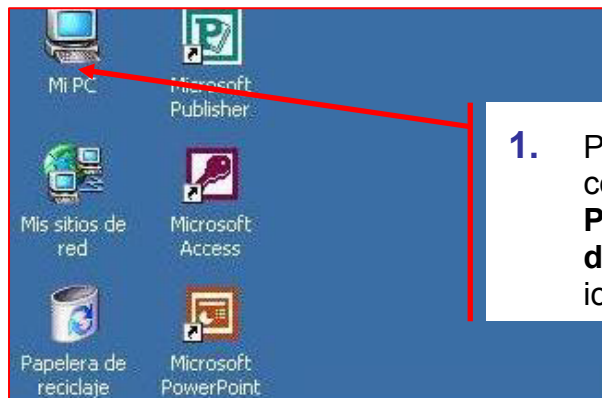 Mi PC
Microsoft
Publisher
Mis sitios de
red
Microsoft
Access
Papelera de
reciclaje
Microsoft
PowerPoint
1.